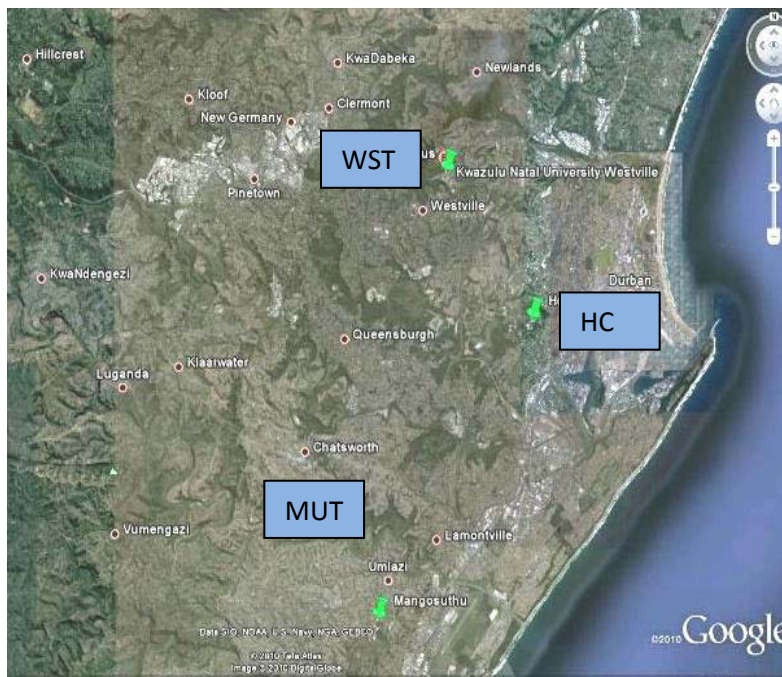 N
Hillcrest
KwaDabeka
Newlands
Kloof
Clermont
New Germany
WST
us
Kwazulu Natal University Westville
Pinetown
Westville
KwaNdengezi
Durban
Ho
HC
Queensburgh
Klaarwater
Luganda
Chatsworth
MUT
Vumengazi
Lamontville
Umlazi
Mangosuthu
Data SIO, NOAA, U.S. Navy, NGA, GEBCO
© 2010 Tele Atlas
Image © 2010 DigitalGlobe
©2010 Google